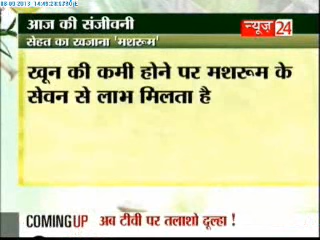 आज की संजीवनी
सेहत का खज़ाना 'मशरूम'
न्यूज़ 24
खून की कमी होने पर मशरूम के
सेवन से लाभ मिलता है
COMING UP अब टीवी पर तलाशो दूल्हा !